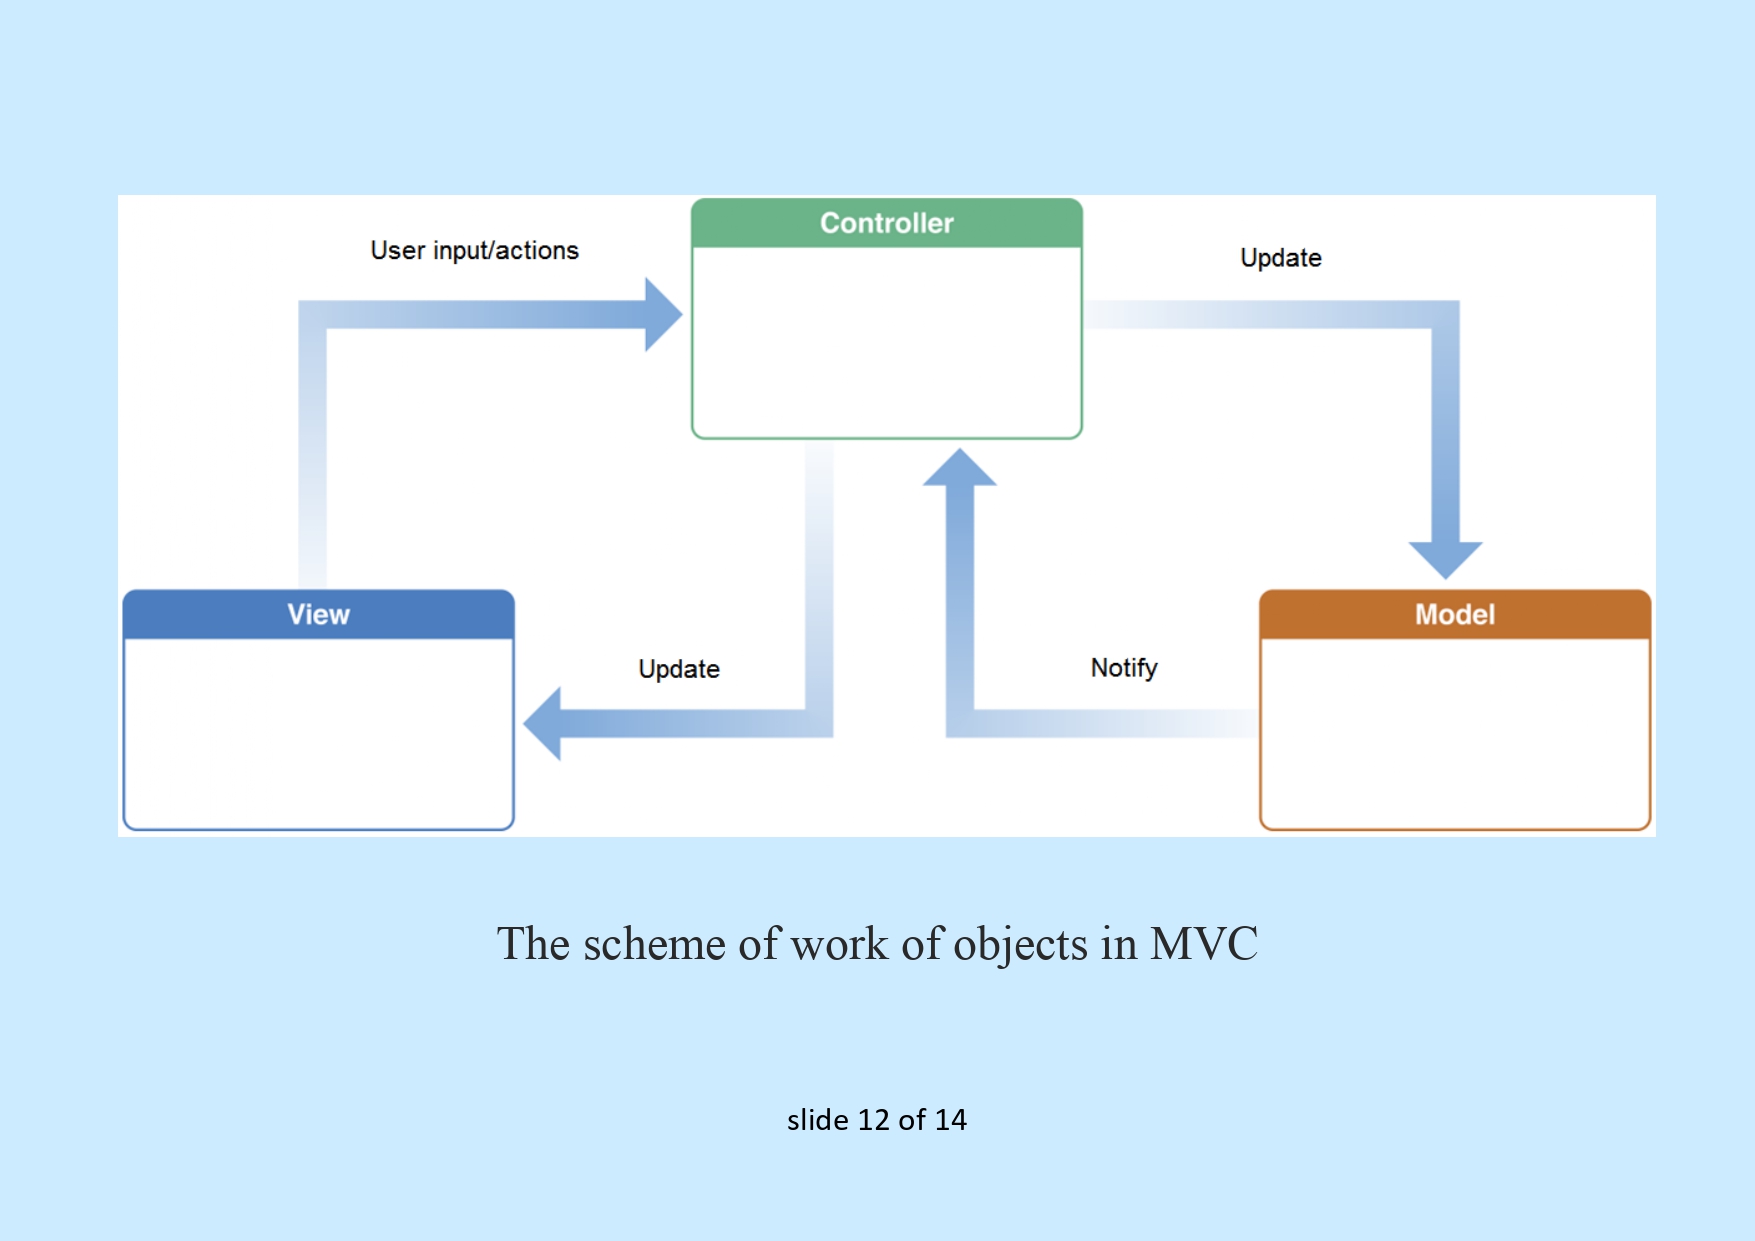 Controller
User input/actions
Update
View
Model
Update
Notify
The scheme of work of objects in MVC
slide 12 of 14